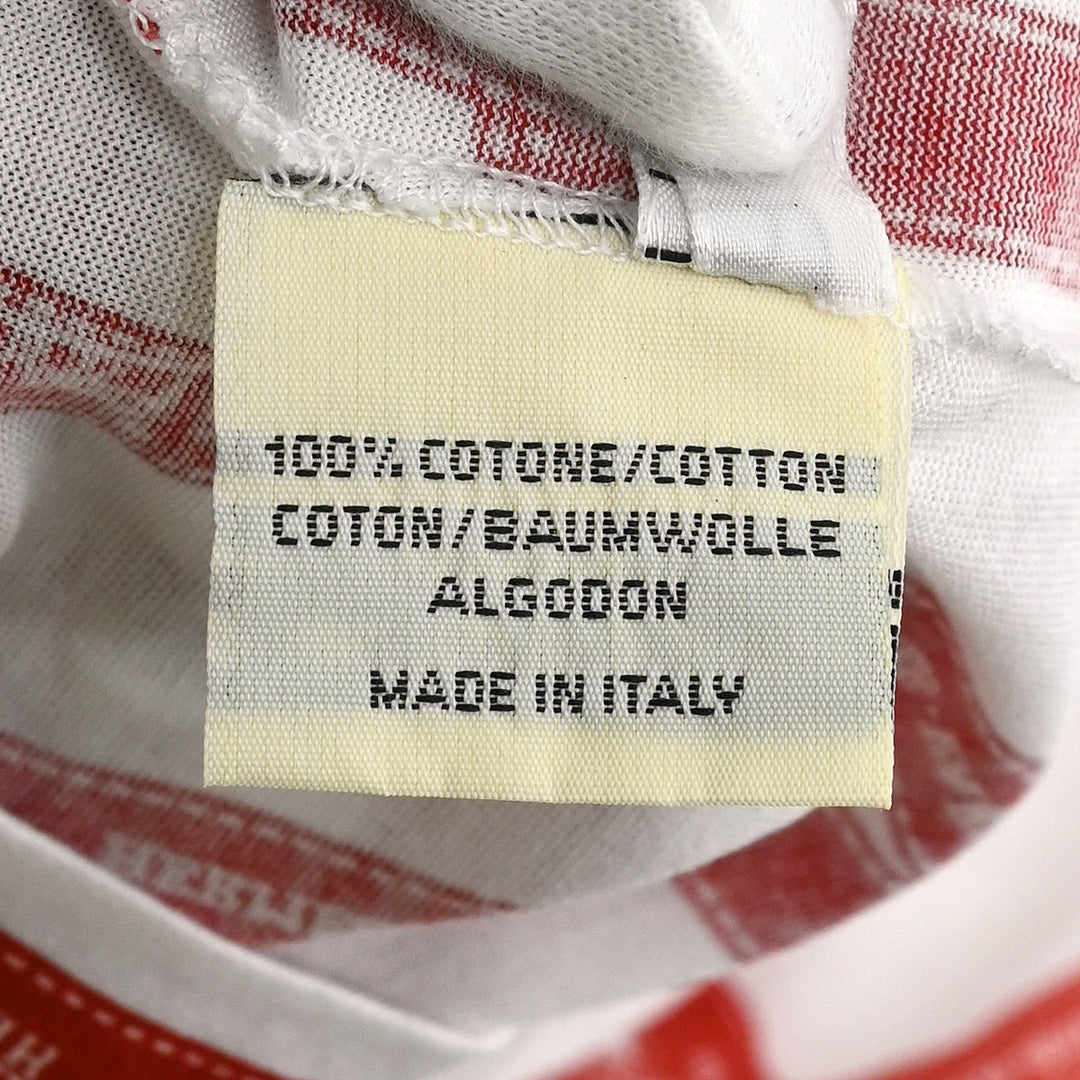 100% COTONE/COTTON
COTON/BAUMWOLLE
ALGODON
MADE IN ITALY